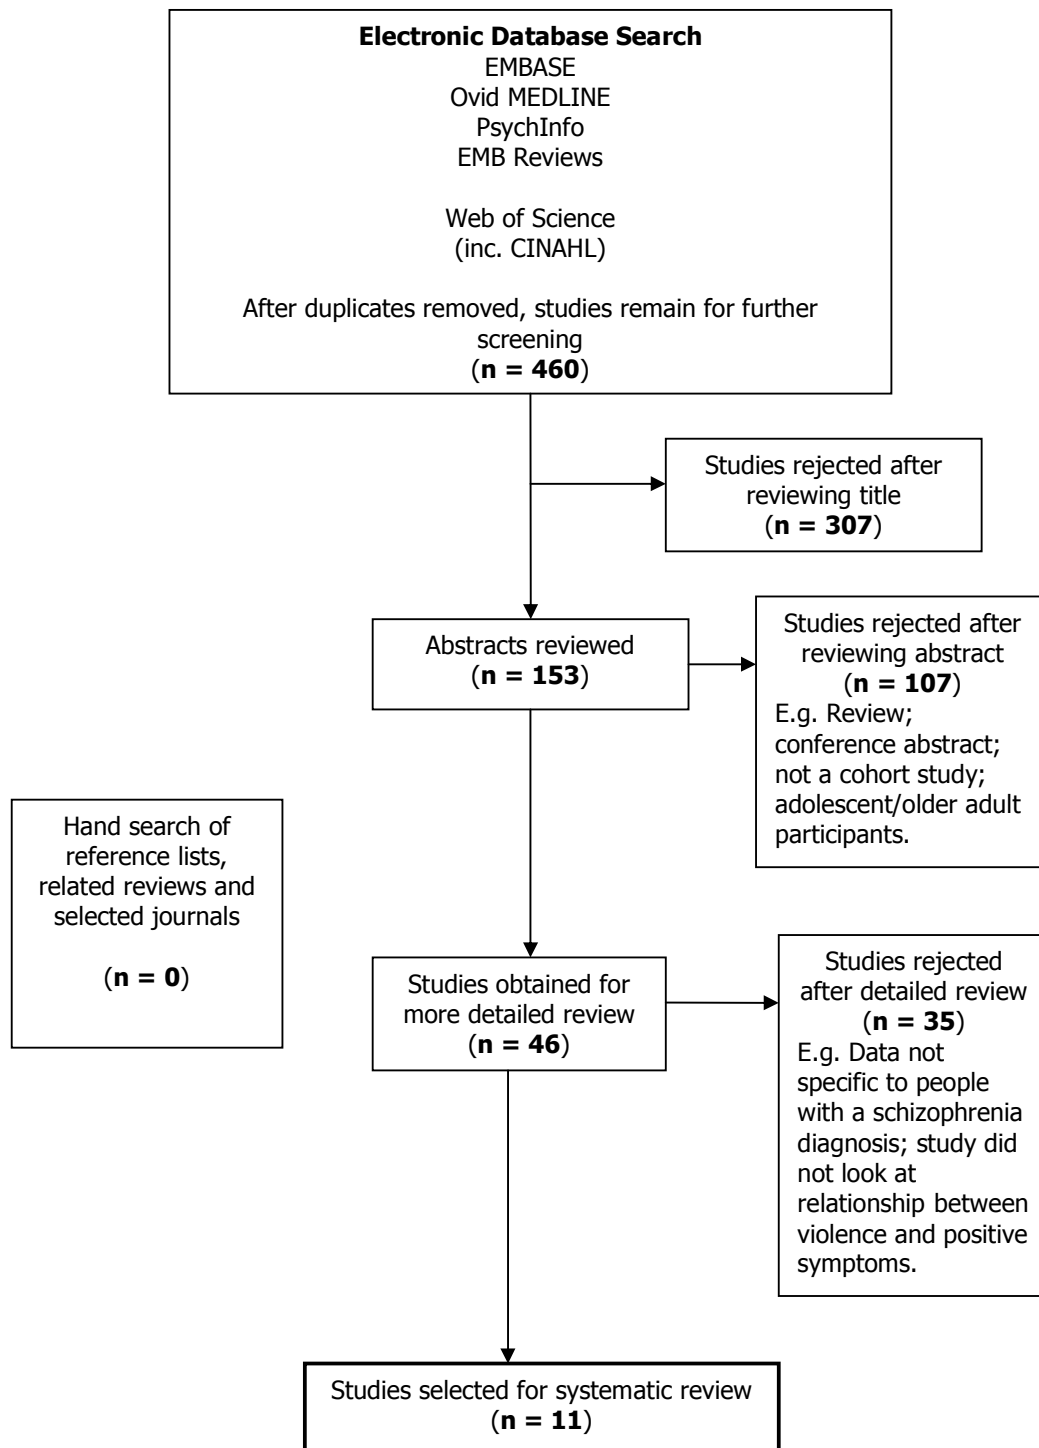 Electronic Database Search
EMBASE
Ovid MEDLINE
PsychInfo
EMB Reviews
Web of Science
(inc. CINAHL)
After duplicates removed, studies remain for further
screening
(n = 460)
Studies rejected after
reviewing title
(n = 307)
Abstracts reviewed
(n = 153)
Studies rejected after
reviewing abstract
(n = 107)
E.g. Review;
conference abstract;
not a cohort study;
adolescent/older adult
participants.
Hand search of
reference lists,
related reviews and
selected journals
(n = 0)
Studies obtained for
more detailed review
(n = 46)
Studies rejected
after detailed review
(n = 35)
E.g. Data not
specific to people
with a schizophrenia
diagnosis; study did
not look at
relationship between
violence and positive
symptoms.
Studies selected for systematic review
(n = 11)